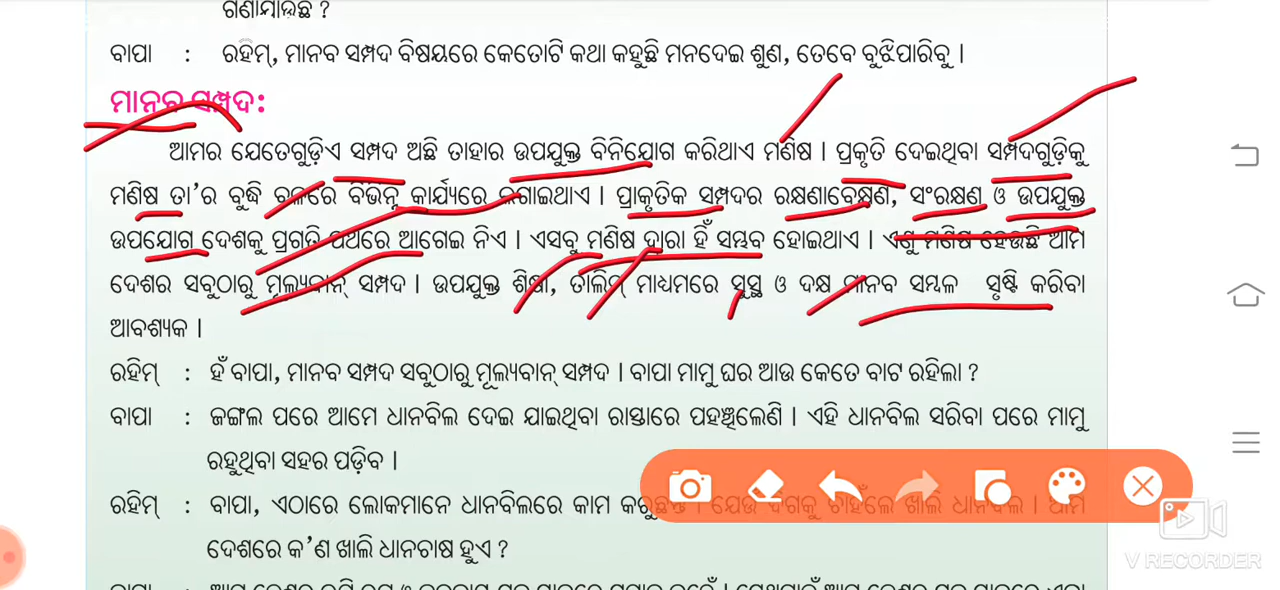 ଗଣାଯାଉଛି ?
ବାପା : ରହିମ୍, ମାନବ ସମ୍ପଦ ବିଷୟରେ କେତୋଟି କଥା କହୁଛି ମନଦେଇ ଶୁଣ, ତେବେ ବୁଝିପାରିବୁ ।
ମାନବ ସମ୍ପଦ:
ଆମର ଯେତେଗୁଡ଼ିଏ ସମ୍ପଦ ଅଛି ତାହାର ଉପଯୁକ୍ତ ବିନିଯୋଗ କରିଥାଏ ମଣିଷ । ପ୍ରକୃତି ଦେଇଥିବା ସମ୍ପଦଗୁଡ଼ିକୁ
ମଣିଷ ତା'ର ବୁଦ୍ଧି ବଳରେ ବିଭିନ୍ନ କାର୍ଯ୍ୟରେ ଲଗାଇଥାଏ । ପ୍ରାକୃତିକ ସମ୍ପଦର ରକ୍ଷଣାବେକ୍ଷଣ, ସଂରକ୍ଷଣ ଓ ଉପଯୁକ୍ତ
ଉପଯୋଗ ଦେଶକୁ ପ୍ରଗତି ପଥରେ ଆଗେଇ ନିଏ । ଏସବୁ ମଣିଷ ଦ୍ୱାରା ହିଁ ସମ୍ଭବ ହୋଇଥାଏ । ଏଣୁ ମଣିଷ ହେଉଛି ଆମ
ଦେଶର ସବୁଠାରୁ ମୂଲ୍ୟବାନ୍ ସମ୍ପଦ । ଉପଯୁକ୍ତ ଶିକ୍ଷା, ତାଲିମ୍ ମାଧ୍ୟମରେ ସୁସ୍ଥ ଓ ଦକ୍ଷ ମାନବ ସମ୍ବଳ ସୃଷ୍ଟି କରିବା
ଆବଶ୍ୟକ ।
ରହିମ୍ : ହଁ ବାପା, ମାନବ ସମ୍ପଦ ସବୁଠାରୁ ମୂଲ୍ୟବାନ୍ ସମ୍ପଦ । ବାପା ମାମୁ ଘର ଆଉ କେତେ ବାଟ ରହିଲା ?
ବାପା : ଜଙ୍ଗଲ ପରେ ଆମେ ଧାନବିଲ ଦେଇ ଯାଇଥିବା ରାସ୍ତାରେ ପହଞ୍ଚିଲେଣି । ଏହି ଧାନବିଲ ସରିବା ପରେ ମାମୁ
ରହୁଥିବା ସହର ପଡ଼ିବ ।
ରହିମ୍ : ବାପା, ଏଠାରେ ଲୋକମାନେ ଧାନବିଲରେ କାମ କରୁଛନ୍ତି । ଯେଉଁ ଦିଗକୁ ଚାହିଁଲେ ଖାଲି ଧାନବିଲ । ଆମ
ଦେଶରେ କ'ଣ ଖାଲି ଧାନଚାଷ ହୁଏ ?
V RECORDER